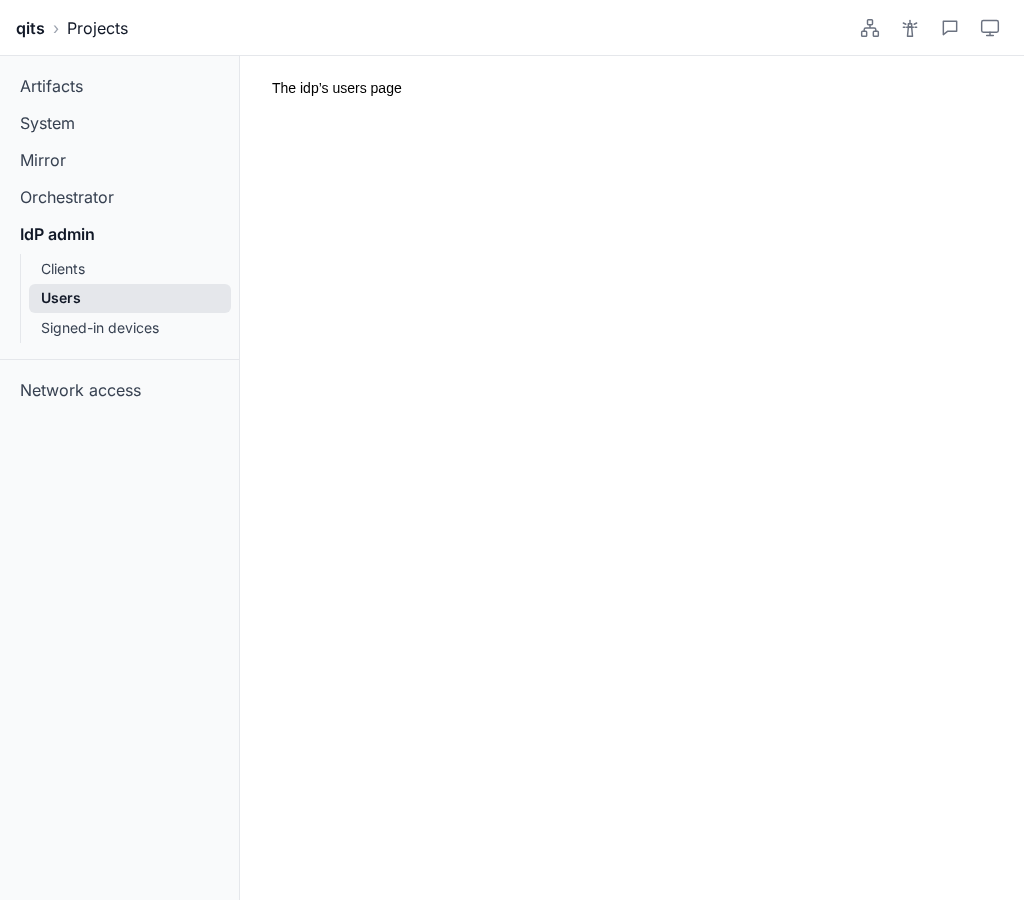 qits › Projects
Artifacts
System
Mirror
Orchestrator
IdP admin
Clients
Users
Signed-in devices
Network access
The idp's users page